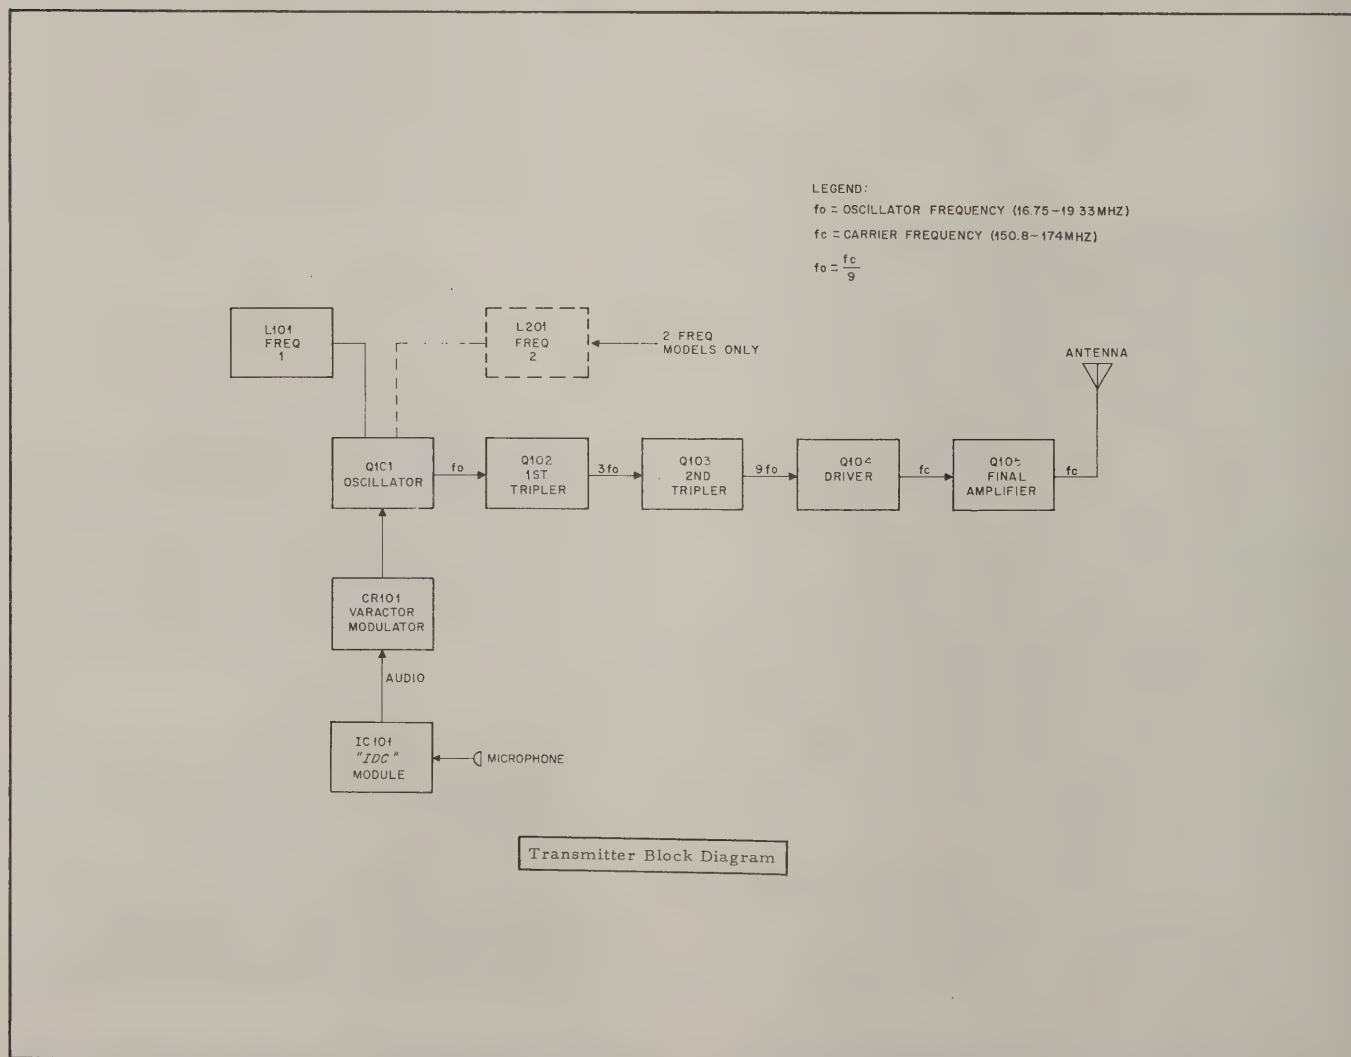 LEGEND:
fo = OSCILLATOR FREQUENCY (16.75-19 33MHZ)
fc = CARRIER FREQUENCY (150.8-174MHZ)
fo = fc
9
L101
FREQ
1
L201
FREQ
2
2 FREQ
MODELS ONLY
ANTENNA
Q101
OSCILLATOR
fo
Q102
1ST
TRIPLER
3fo
Q103
2ND
TRIPLER
9fo
Q104
DRIVER
fc
Q105
FINAL
AMPLIFIER
fc
CR101
VARACTOR
MODULATOR
AUDIO
IC101
"IDC"
MODULE
MICROPHONE
Transmitter Block Diagram